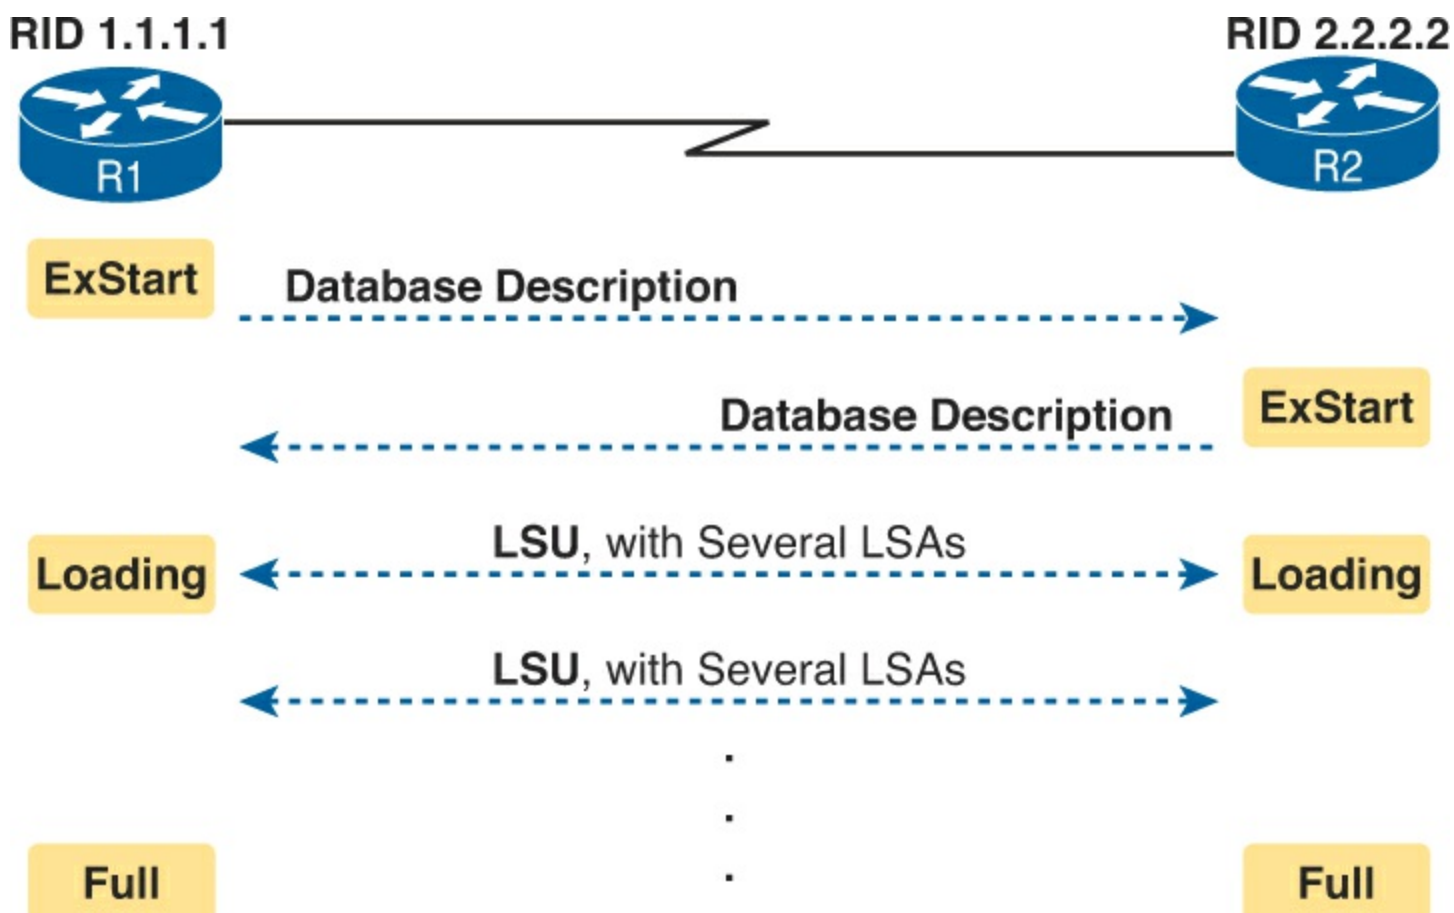 RID 1.1.1.1 RID 2.2.2.2
R1 R2
ExStart
Database Description
ExStart
Database Description
Loading LSU, with Several LSAs Loading
LSU, with Several LSAs
.
.
.
Full Full